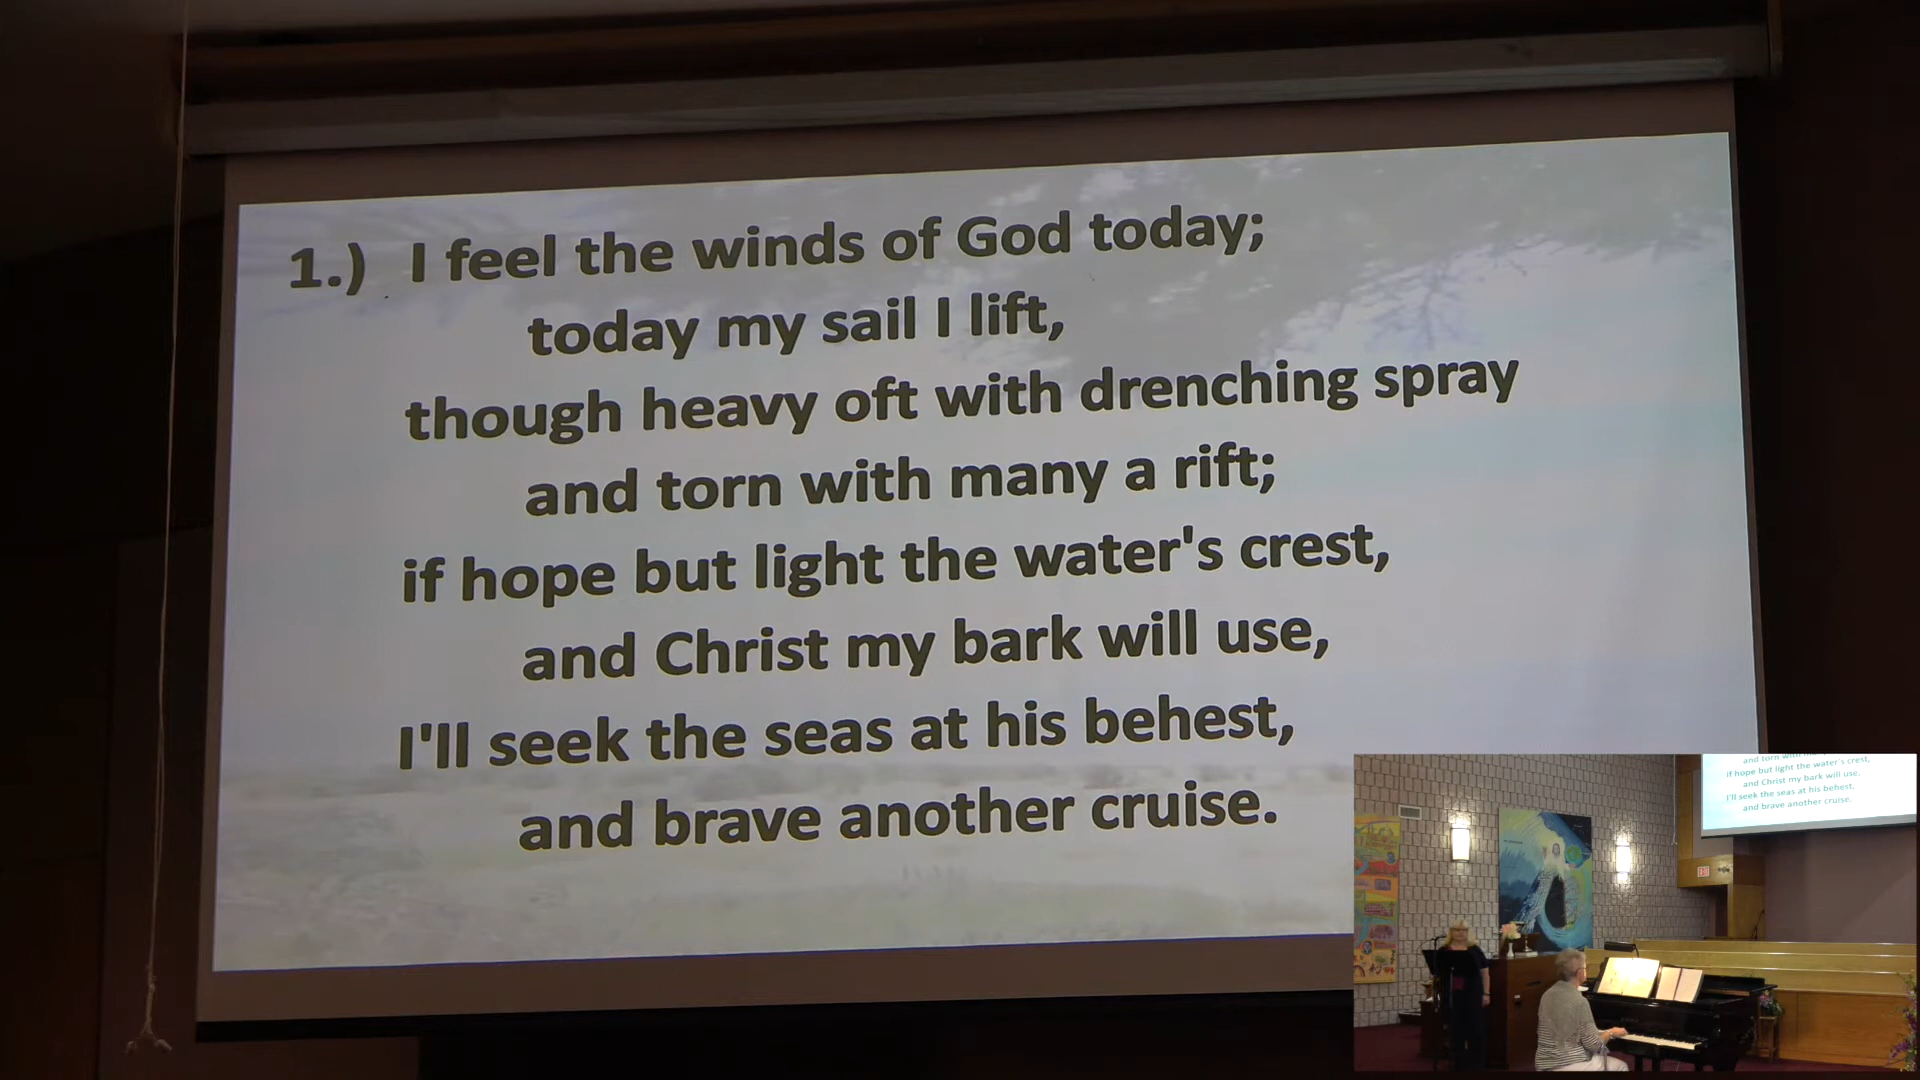 1.) I feel the winds of God today;
today my sail I lift,
though heavy oft with drenching spray
and torn with many a rift;
if hope but light the water's crest,
and Christ my bark will use,
I'll seek the seas at his behest,
and brave another cruise.
and torn with
if hope but light the water's crest,
and Christ my bark will use,
I'll seek the seas at his behest,
and brave another cruise.